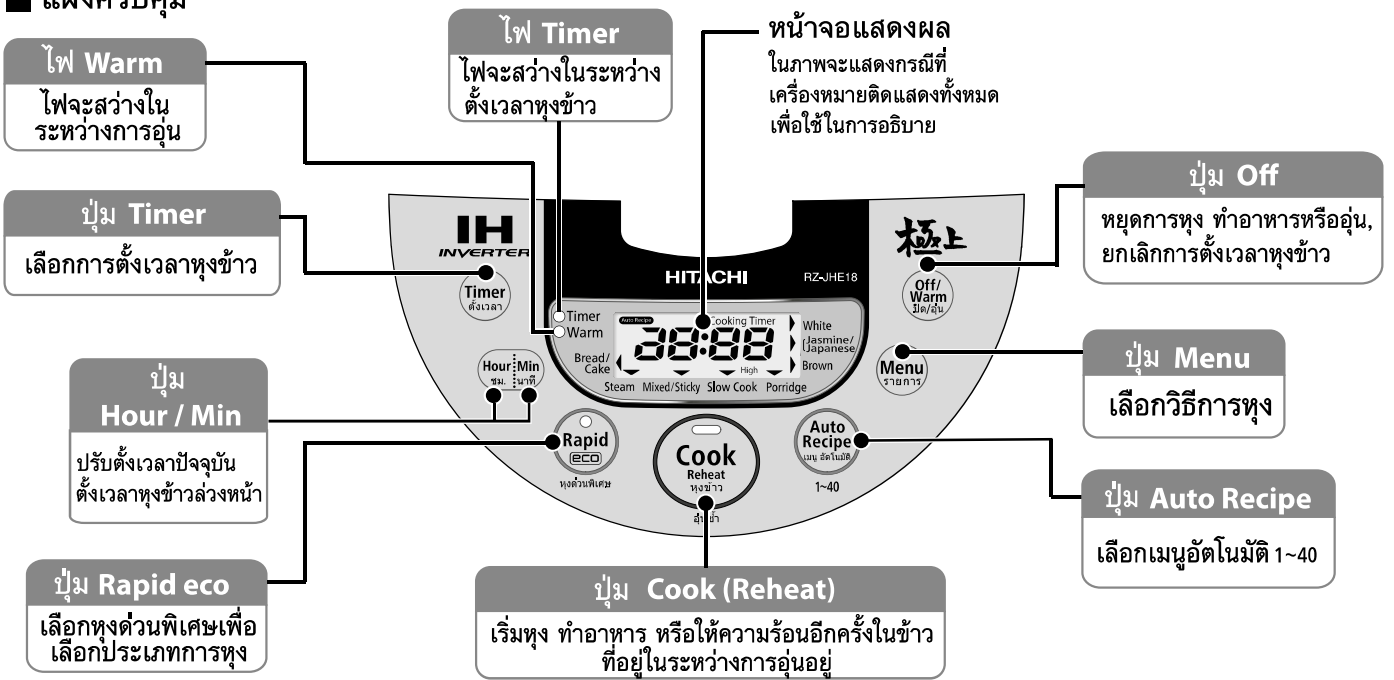 ■ แผงควบคุม
ไฟ Warm
ไฟจะสว่างใน
ระหว่างการอุ่น
ไฟ Timer
ไฟจะสว่างในระหว่าง
ตั้งเวลาหุงข้าว
หน้าจอแสดงผล
ในภาพจะแสดงกรณีที่
เครื่องหมายติดแสดงทั้งหมด
เพื่อใช้ในการอธิบาย
ปุ่ม Off
หยุดการหุง ทำอาหารหรืออุ่น,
ยกเลิกการตั้งเวลาหุงข้าว
ปุ่ม Timer
เลือกการตั้งเวลาหุงข้าว
IH
INVERTER
極上
HITACHI
RZ-JHE18
Timer
ตั้งเวลา
Off/
Warm
ปิด/อุ่น
Timer
Warm
Auto Recipe
Cooking Timer
38:88
High
White
Jasmine/
Japanese
Brown
Bread/
Cake
Steam Mixed/Sticky Slow Cook Porridge
Hour Min
ชม. นาที
Menu
รายการ
ปุ่ม Menu
เลือกวิธีการหุง
ปุ่ม
Hour / Min
ปรับตั้งเวลาปัจจุบัน
ตั้งเวลาหุงข้าวล่วงหน้า
Rapid
eco
หุงด่วนพิเศษ
Cook
Reheat
หุงข้าว
อุ่นซ้ำ
Auto
Recipe
เมนู อัตโนมัติ
1~40
ปุ่ม Auto Recipe
เลือกเมนูอัตโนมัติ 1~40
ปุ่ม Rapid eco
เลือกหุงด่วนพิเศษเพื่อ
เลือกประเภทการหุง
ปุ่ม Cook (Reheat)
เริ่มหุง ทำอาหาร หรือให้ความร้อนอีกครั้งในข้าว
ที่อยู่ในระหว่างการอุ่นอยู่